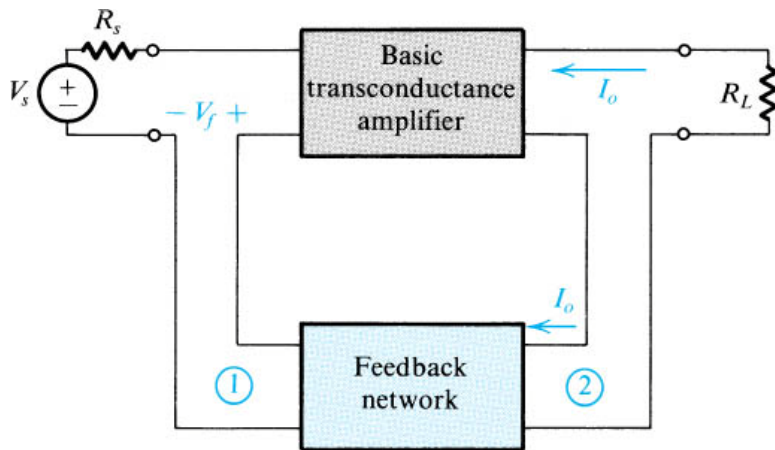 R_s
Basic
transconductance
amplifier
I_o
R_L
V_s
+
−
− V_f +
I_o
Feedback
network
1
2